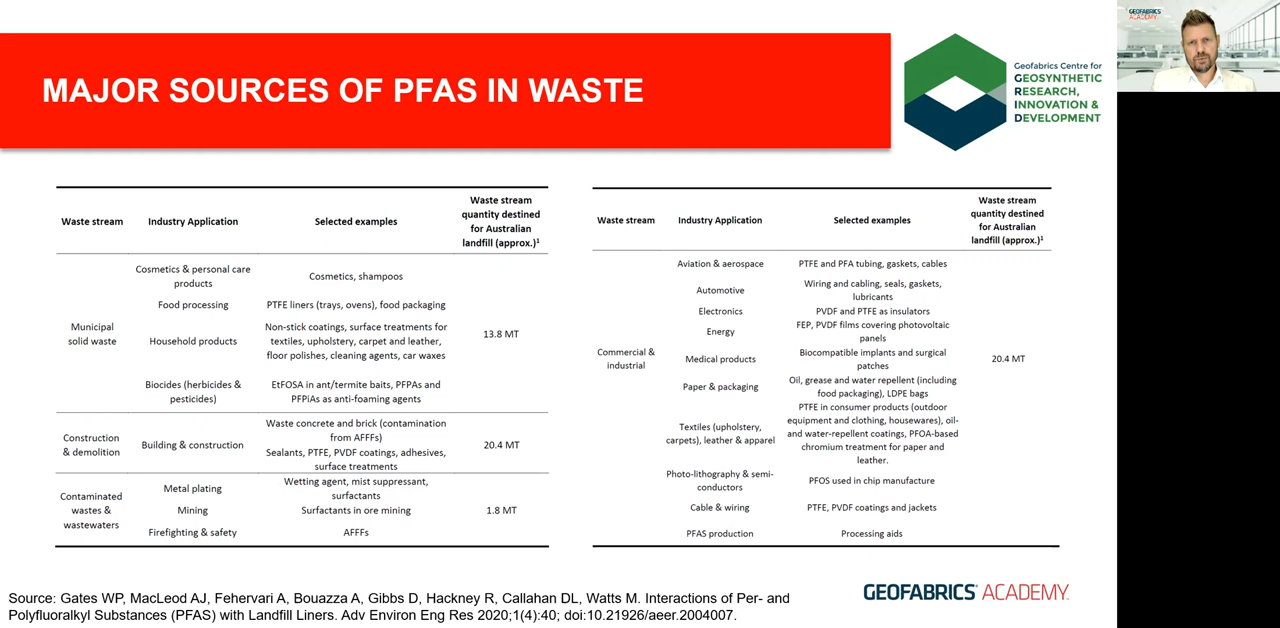 MAJOR SOURCES OF PFAS IN WASTE
Geofabrics Centre for
GEOSYNTHETIC
RESEARCH,
INNOVATION &
DEVELOPMENT
GEOFABRICS
ACADEMY
Waste stream
Industry Application
Selected examples
Waste stream
quantity destined
for Australian
landfill (approx.)¹
Municipal
solid waste
Cosmetics & personal care
products
Cosmetics, shampoos
Food processing
PTFE liners (trays, ovens), food packaging
Household products
Non-stick coatings, surface treatments for
textiles, upholstery, carpet and leather,
floor polishes, cleaning agents, car waxes
13.8 MT
Biocides (herbicides &
pesticides)
EtFOSA in ant/termite baits, PFPAs and
PFPiAs as anti-foaming agents
Construction
& demolition
Building & construction
Waste concrete and brick (contamination
from AFFFs)
Sealants, PTFE, PVDF coatings, adhesives,
surface treatments
20.4 MT
Contaminated
wastes &
wastewaters
Metal plating
Wetting agent, mist suppressant,
surfactants
Mining
Surfactants in ore mining
1.8 MT
Firefighting & safety
AFFFs
Waste stream
Industry Application
Selected examples
Waste stream
quantity destined
for Australian
landfill (approx.)¹
Commercial &
industrial
Aviation & aerospace
PTFE and PFA tubing, gaskets, cables
Automotive
Wiring and cabling, seals, gaskets,
lubricants
Electronics
PVDF and PTFE as insulators
Energy
FEP, PVDF films covering photovoltaic
panels
Medical products
Biocompatible implants and surgical
patches
20.4 MT
Paper & packaging
Oil, grease and water repellent (including
food packaging), LDPE bags
Textiles (upholstery,
carpets), leather & apparel
PTFE in consumer products (outdoor
equipment and clothing, housewares), oil-
and water-repellent coatings, PFOA-based
chromium treatment for paper and
leather.
Photo-lithography & semi-
conductors
PFOS used in chip manufacture
Cable & wiring
PTFE, PVDF coatings and jackets
PFAS production
Processing aids
Source: Gates WP, MacLeod AJ, Fehervari A, Bouazza A, Gibbs D, Hackney R, Callahan DL, Watts M. Interactions of Per- and
Polyfluoralkyl Substances (PFAS) with Landfill Liners. Adv Environ Eng Res 2020;1(4):40; doi:10.21926/aeer.2004007.
GEOFABRICS ACADEMY